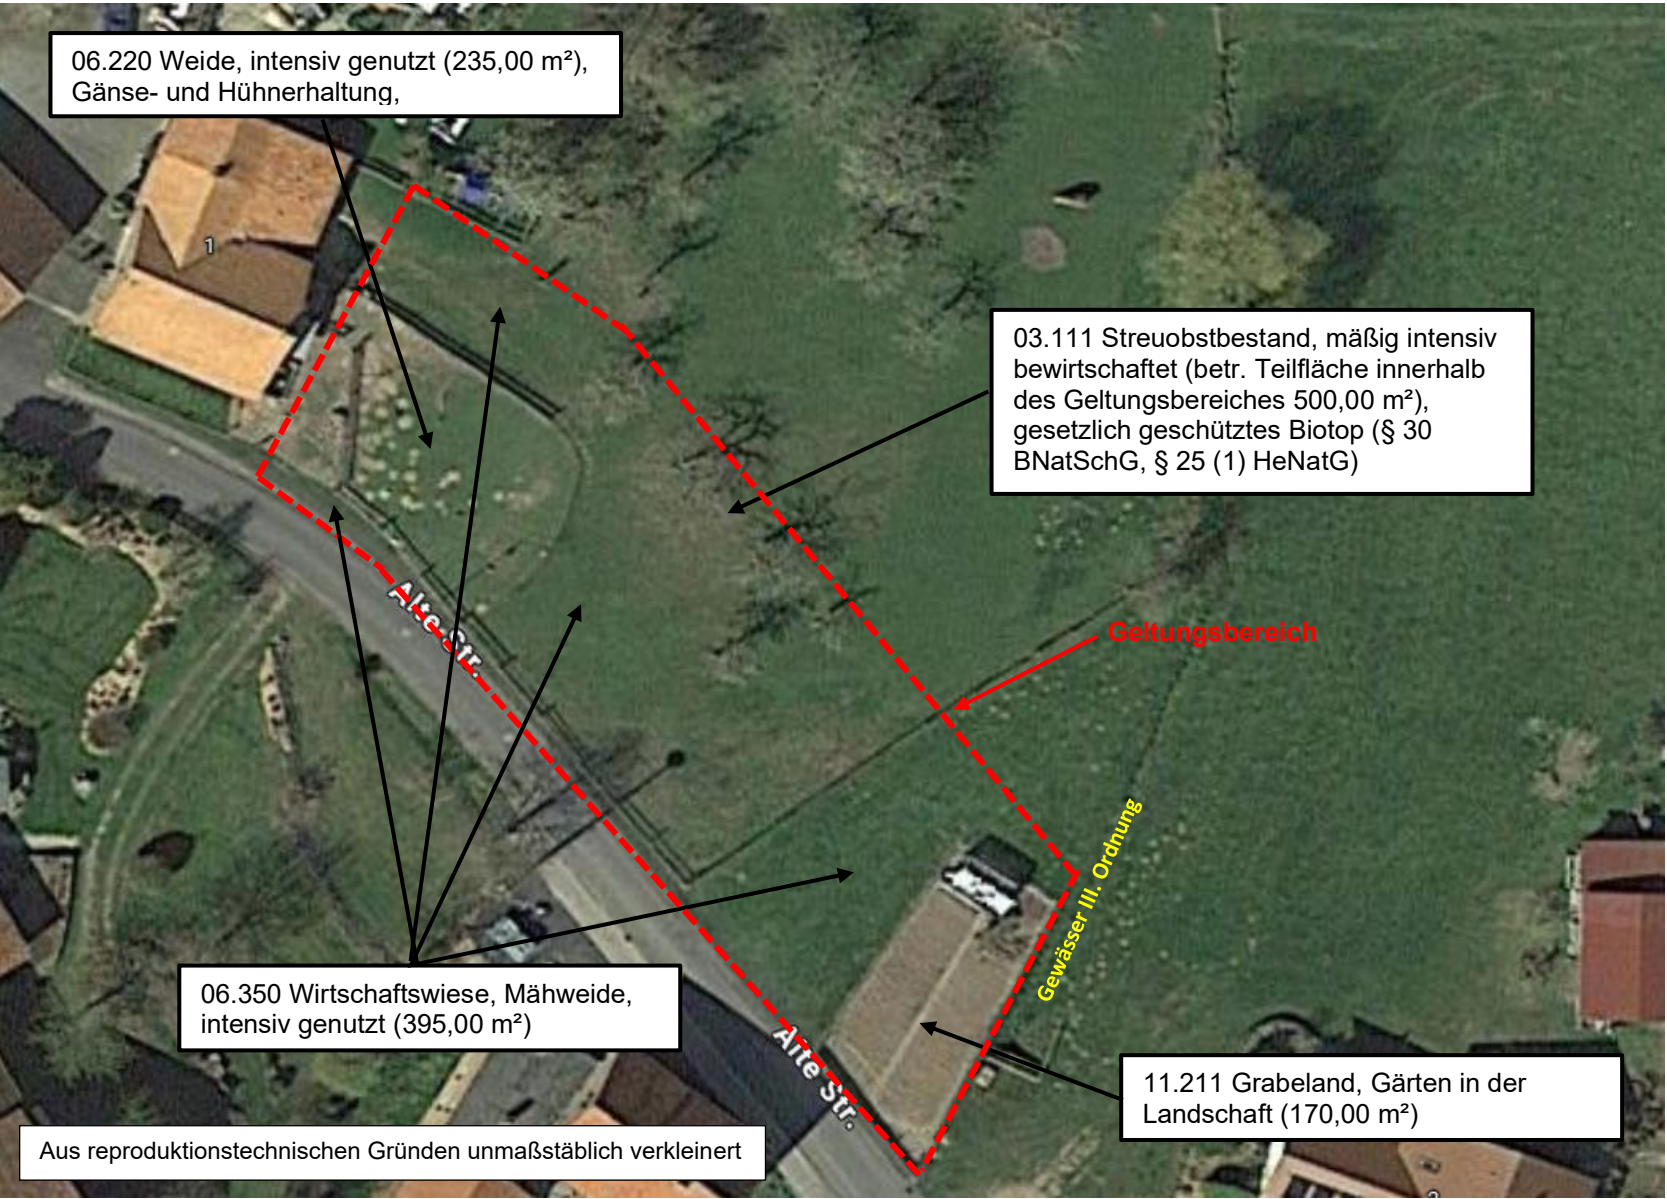 06.220 Weide, intensiv genutzt (235,00 m²),
Gänse- und Hühnerhaltung,
1
03.111 Streuobstbestand, mäßig intensiv
bewirtschaftet (betr. Teilfläche innerhalb
des Geltungsbereiches 500,00 m²),
gesetzlich geschütztes Biotop (§ 30
BNatSchG, § 25 (1) HeNatG)
Alte Str.
Geltungsbereich
Gewässer III. Ordnung
06.350 Wirtschaftswiese, Mähweide,
intensiv genutzt (395,00 m²)
Alte Str.
11.211 Grabeland, Gärten in der
Landschaft (170,00 m²)
Aus reproduktionstechnischen Gründen unmaßstäblich verkleinert